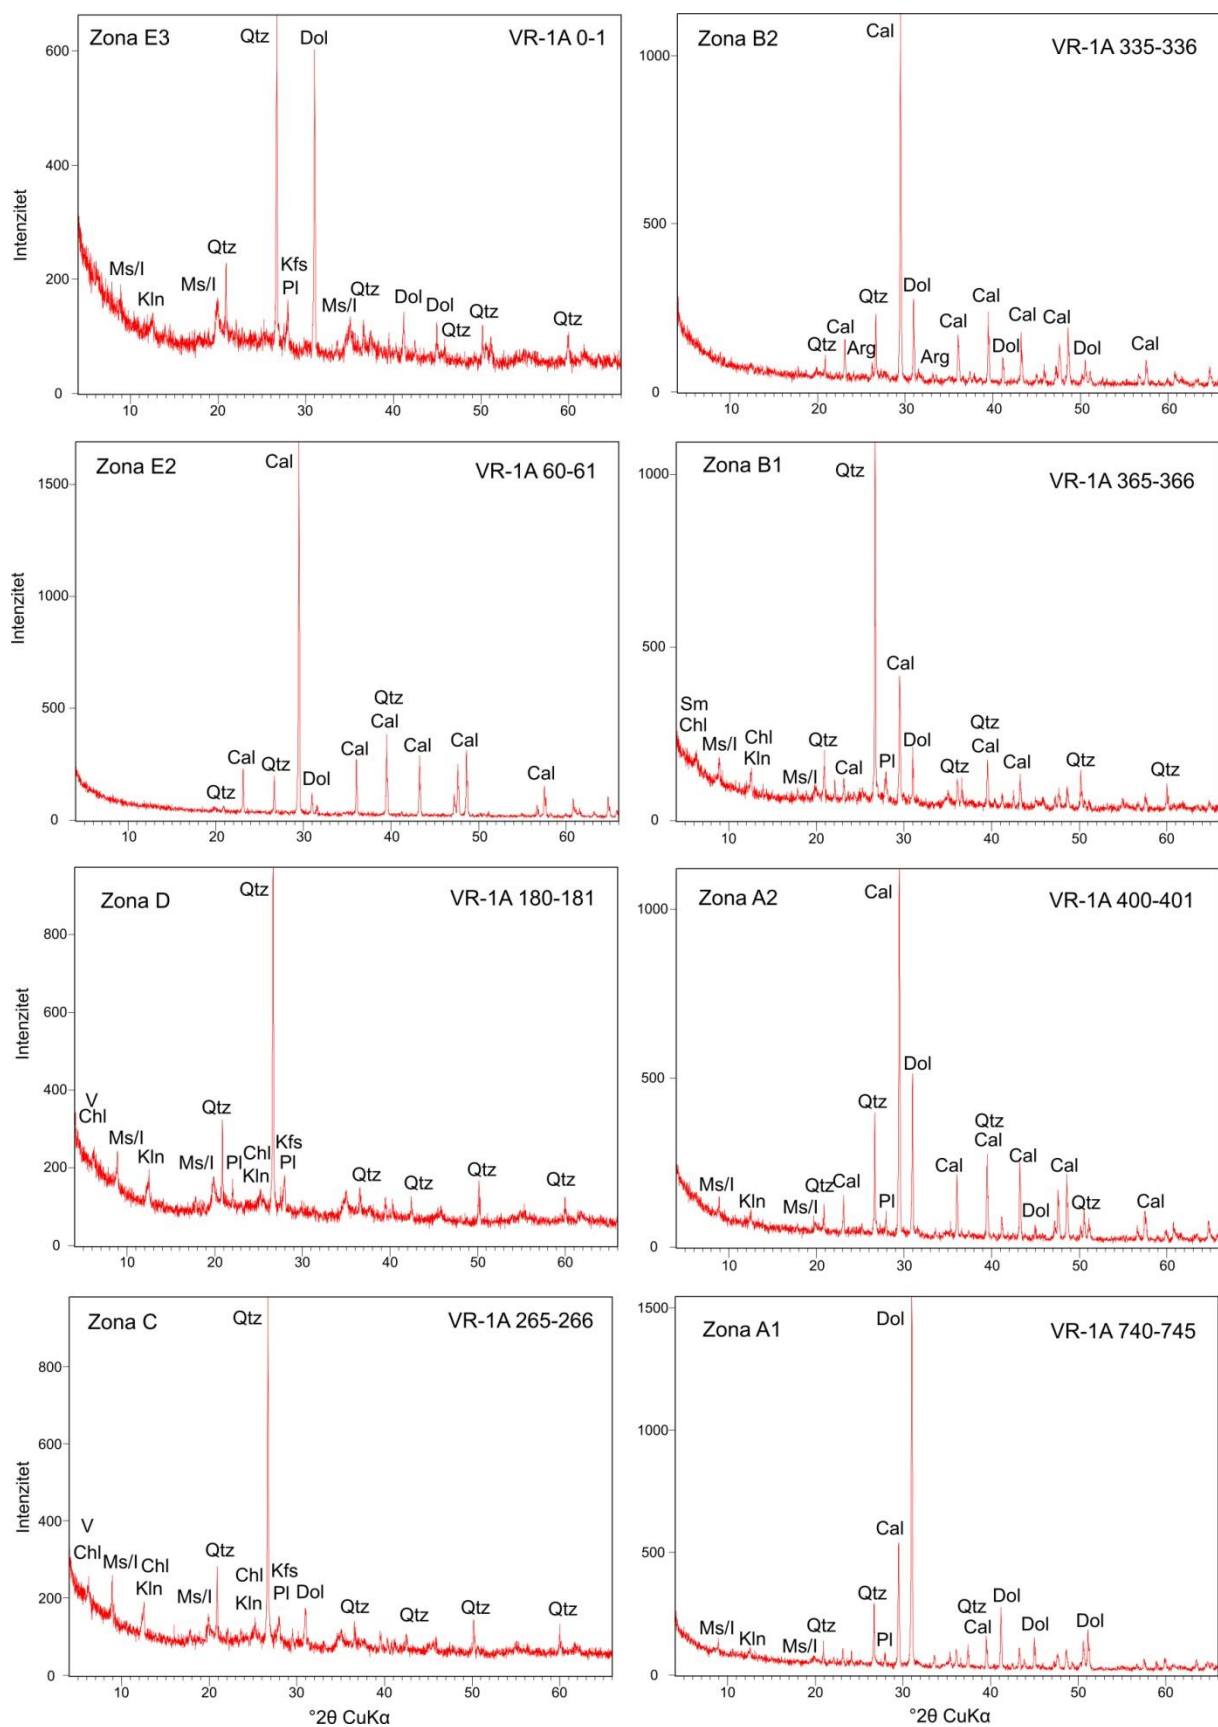 Zona E3
VR-1A 0-1
Intenzitet
600
400
200
0
Qtz
Dol
Ms/I
Kln
Ms/I
Qtz
Kfs
Pl
Ms/I
Qtz
Dol
Dol
Qtz
Qtz
Qtz
10 20 30 40 50 60
Zona B2
VR-1A 335-336
1000
500
0
Cal
Qtz
Cal
Arg
Qtz
Dol
Arg
Cal
Cal
Dol
Cal
Cal
Dol
Cal
10 20 30 40 50 60
Zona E2
VR-1A 60-61
Intenzitet
1500
1000
500
0
Cal
Qtz
Cal
Qtz
Dol
Cal
Qtz
Cal
Cal
Cal
Cal
10 20 30 40 50 60
Zona B1
VR-1A 365-366
1000
500
0
Qtz
Sm
Chl
Ms/I
Chl
Kln
Ms/I
Qtz
Cal
Pl
Cal
Dol
Qtz
Qtz
Cal
Cal
Qtz
Qtz
10 20 30 40 50 60
Zona D
VR-1A 180-181
Intenzitet
800
600
400
200
0
Qtz
V
Chl
Ms/I
Kln
Ms/I
Qtz
Pl
Chl
Kln
Kfs
Pl
Qtz
Qtz
Qtz
Qtz
10 20 30 40 50 60
Zona A2
VR-1A 400-401
1000
500
0
Cal
Ms/I
Kln
Ms/I
Qtz
Cal
Qtz
Pl
Dol
Cal
Qtz
Cal
Cal
Dol
Cal
Qtz
Cal
10 20 30 40 50 60
Zona C
VR-1A 265-266
Intenzitet
800
600
400
200
0
Qtz
V
Chl
Ms/I
Chl
Kln
Ms/I
Qtz
Chl
Kln
Kfs
Pl
Dol
Qtz
Qtz
Qtz
Qtz
10 20 30 40 50 60
°2θ CuKα
Zona A1
VR-1A 740-745
1500
1000
500
0
Dol
Ms/I
Kln
Ms/I
Qtz
Qtz
Pl
Cal
Qtz
Cal
Dol
Dol
Dol
10 20 30 40 50 60
°2θ CuKα